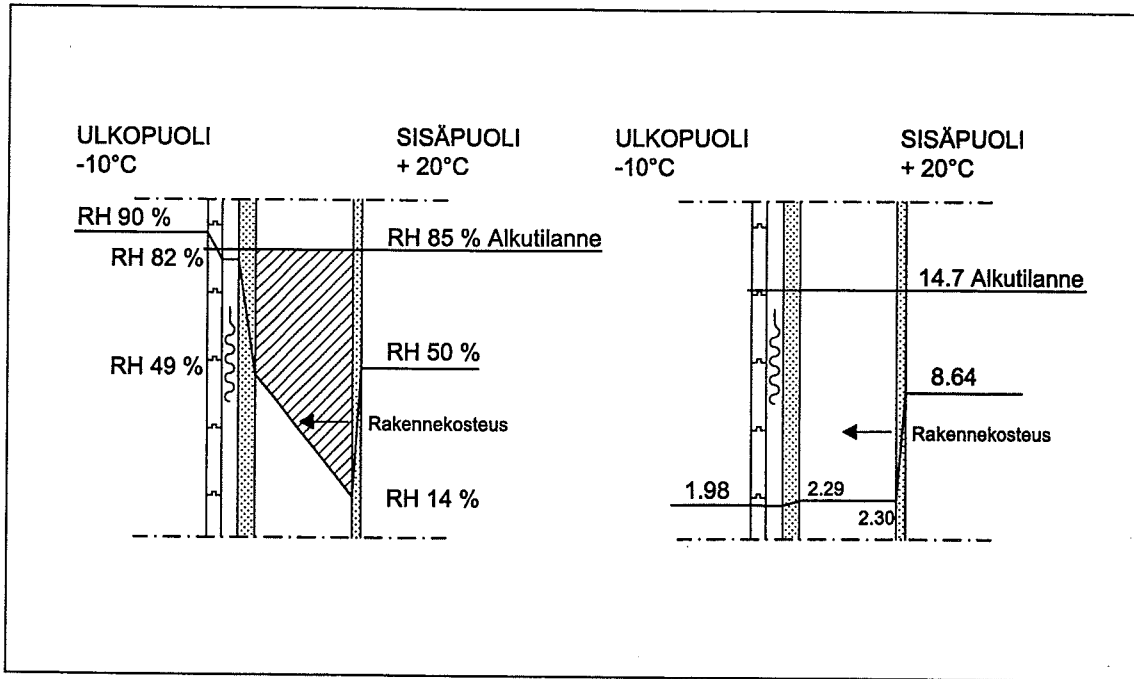 ULKOPUOLI
-10°C
SISÄPUOLI
+ 20°C
RH 90 %
RH 82 %
RH 85 % Alkutilanne
RH 49 %
RH 50 %
Rakennekosteus
RH 14 %
ULKOPUOLI
-10°C
SISÄPUOLI
+ 20°C
14.7 Alkutilanne
8.64
Rakennekosteus
1.98
2.29
2.30